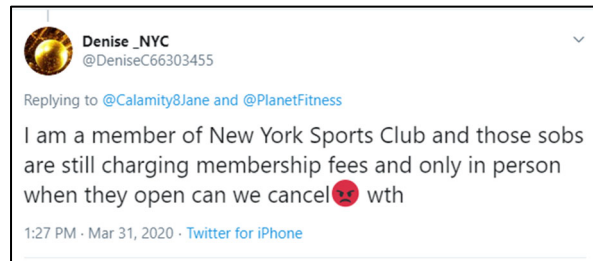 Denise _NYC
@DeniseC66303455
Replying to @Calamity8Jane and @PlanetFitness
I am a member of New York Sports Club and those sobs
are still charging membership fees and only in person
when they open can we cancel😡 wth
1:27 PM · Mar 31, 2020 · Twitter for iPhone